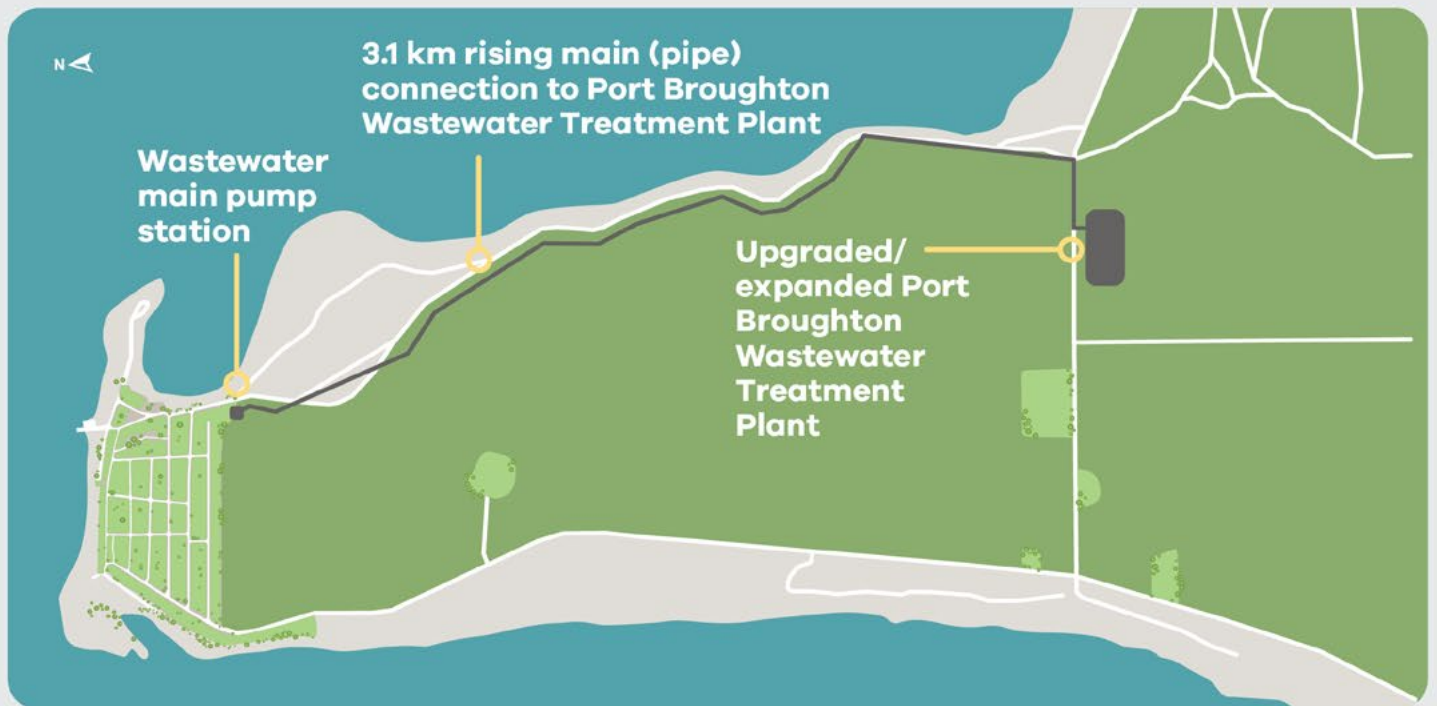 N
3.1 km rising main (pipe)
connection to Port Broughton
Wastewater Treatment Plant
Wastewater
main pump
station
Upgraded/
expanded Port
Broughton
Wastewater
Treatment
Plant